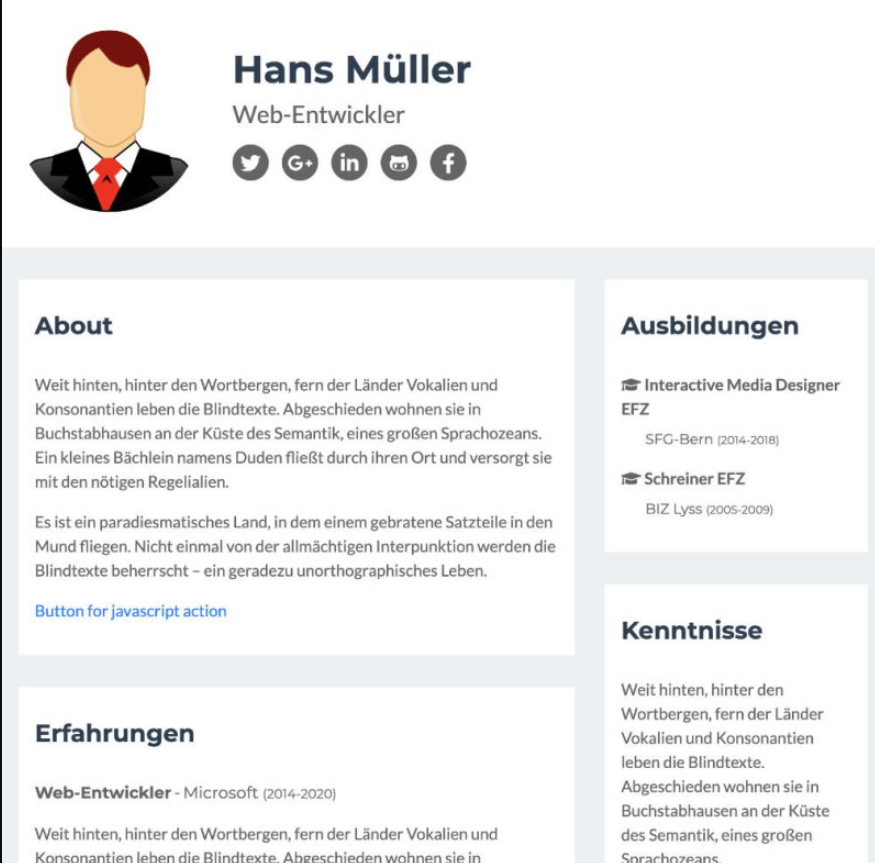 Hans Müller
Web-Entwickler
About
Weit hinten, hinter den Wortbergen, fern der Länder Vokalien und
Konsonantien leben die Blindtexte. Abgeschieden wohnen sie in
Buchstabhausen an der Küste des Semantik, eines großen Sprachozeans.
Ein kleines Bächlein namens Duden fließt durch ihren Ort und versorgt sie
mit den nötigen Regelialien.
Es ist ein paradiesmatisches Land, in dem einem gebratene Satzteile in den
Mund fliegen. Nicht einmal von der allmächtigen Interpunktion werden die
Blindtexte beherrscht – ein geradezu unorthographisches Leben.
Button for javascript action
Erfahrungen
Web-Entwickler - Microsoft (2014-2020)
Weit hinten, hinter den Wortbergen, fern der Länder Vokalien und
Konsonantien leben die Blindtexte. Abgeschieden wohnen sie in
Ausbildungen
Interactive Media Designer
EFZ
SFG-Bern (2014-2018)
Schreiner EFZ
BIZ Lyss (2005-2009)
Kenntnisse
Weit hinten, hinter den
Wortbergen, fern der Länder
Vokalien und Konsonantien
leben die Blindtexte.
Abgeschieden wohnen sie in
Buchstabhausen an der Küste
des Semantik, eines großen
Sprachozeans.